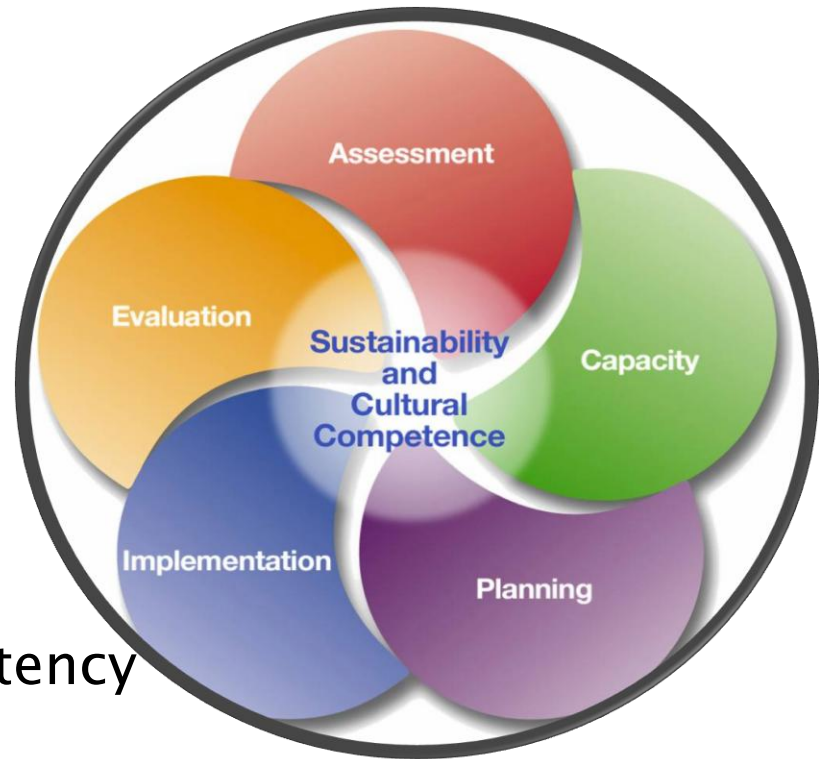 Assessment
Evaluation
Sustainability
and
Cultural
Competence
Capacity
Implementation
Planning
tency